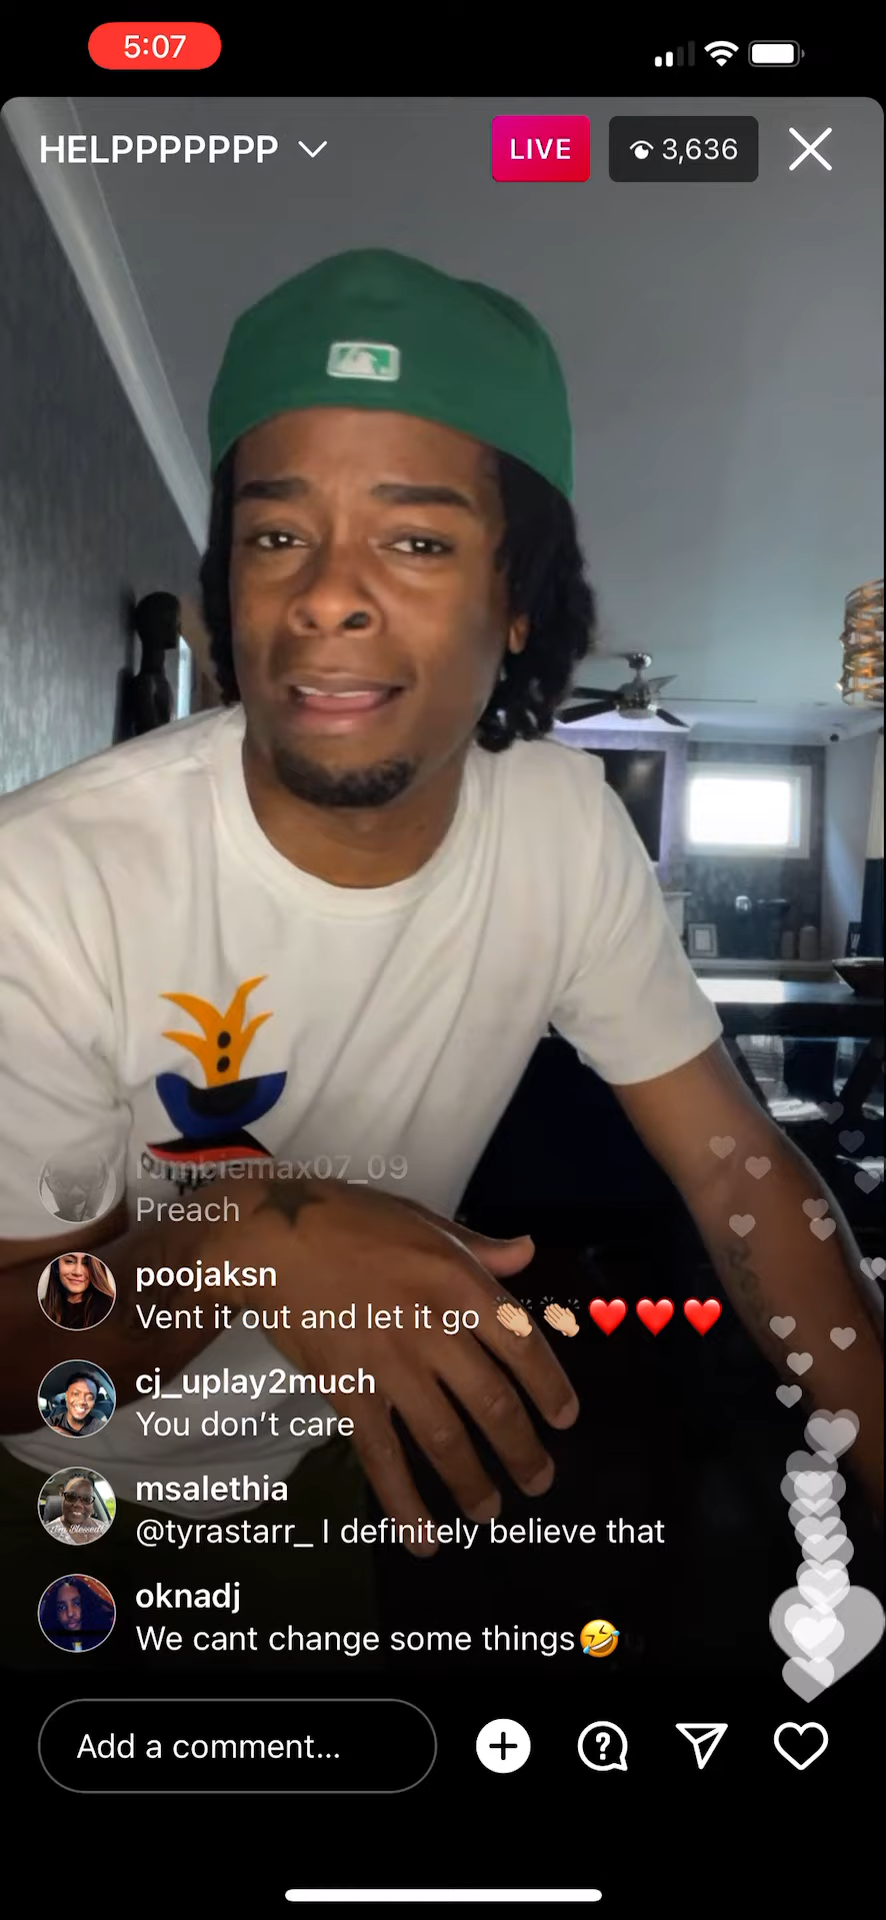 5:07
HELPPPPPPP
LIVE
3,636
Preach
poojaksn
Vent it out and let it go 👏🏼👏🏼❤️❤️❤️
cj_uplay2much
You don’t care
msalethia
@tyrastarr_ I definitely believe that
oknadj
We cant change some things🤣
Add a comment...